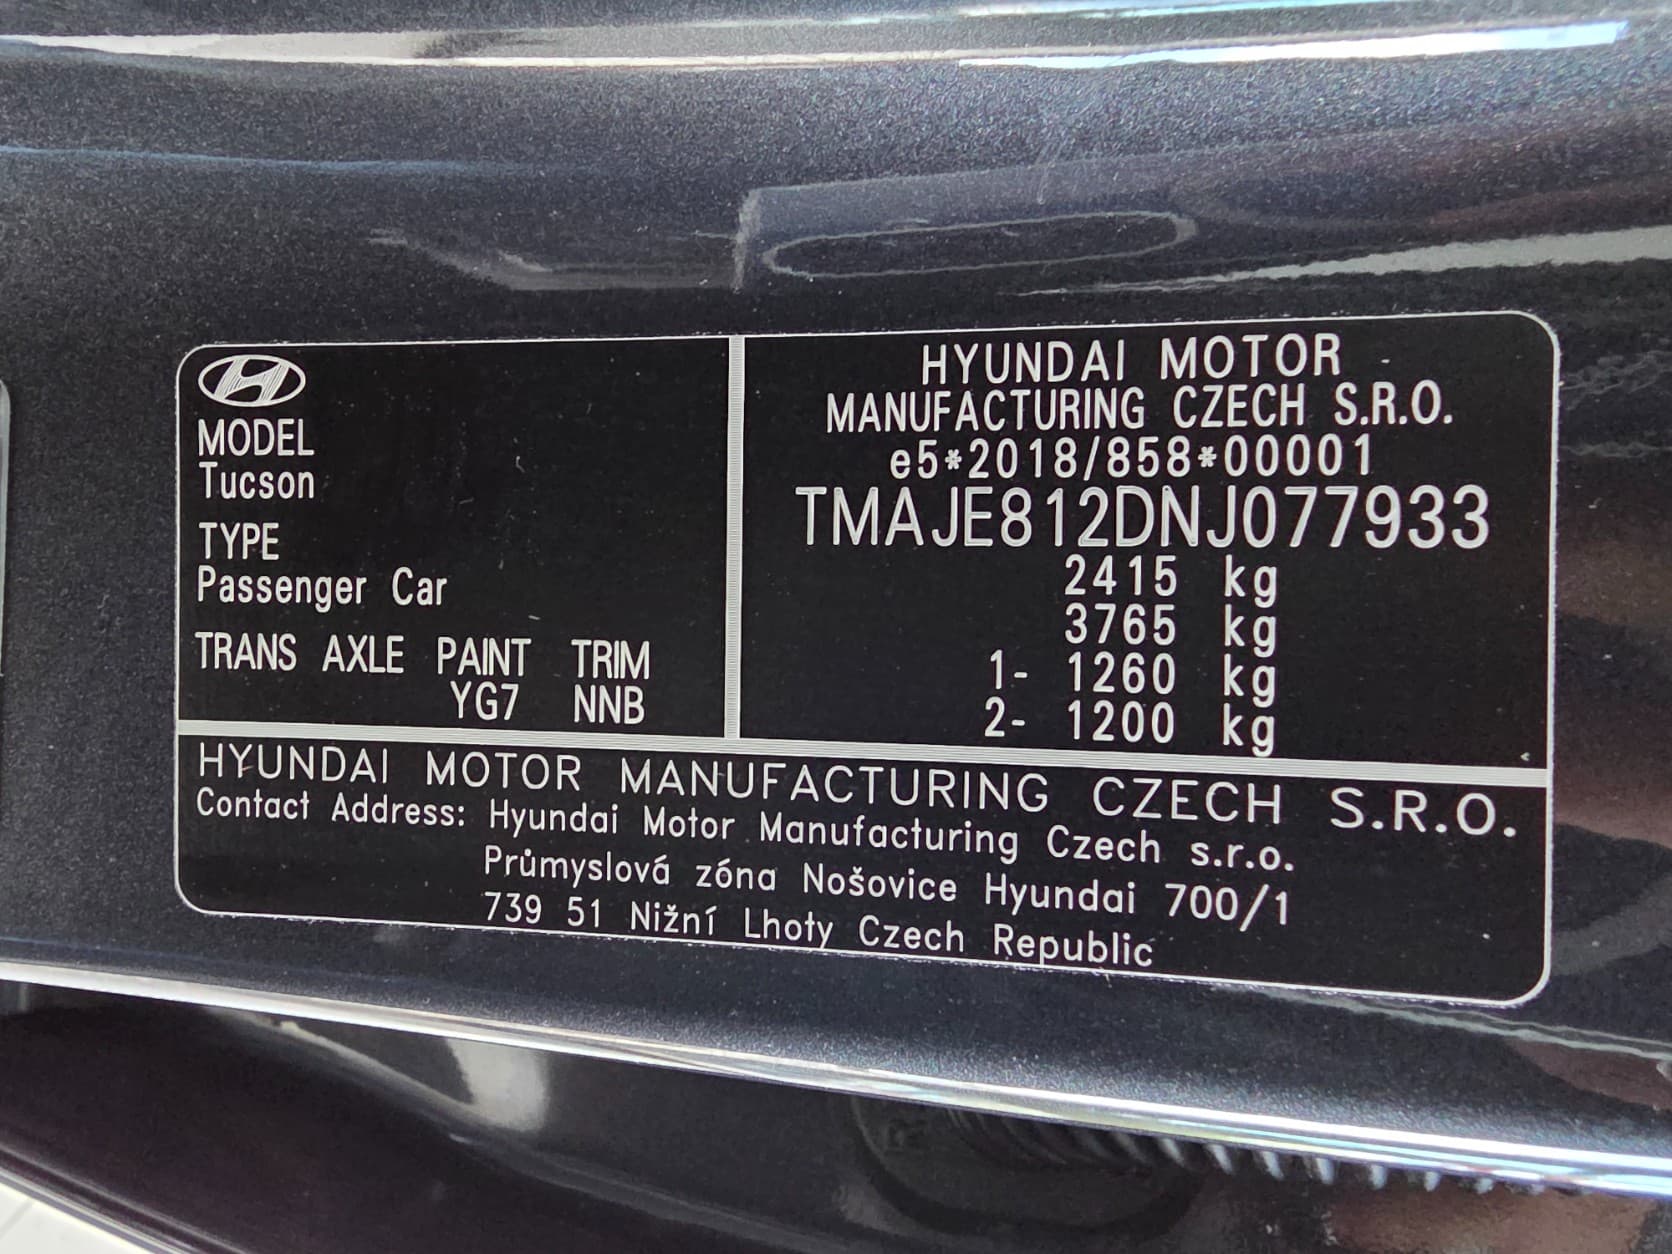 MODEL
Tucson
TYPE
Passenger Car
TRANS AXLE PAINT TRIM
YG7 NNB
HYUNDAI MOTOR
MANUFACTURING CZECH S.R.O.
e5*2018/858*00001
TMAJE812DNJ077933
2415 kg
3765 kg
1- 1260 kg
2- 1200 kg
HYUNDAI MOTOR MANUFACTURING CZECH S.R.O.
Contact Address: Hyundai Motor Manufacturing Czech s.r.o.
Průmyslová zóna Nošovice Hyundai 700/1
739 51 Nižní Lhoty Czech Republic